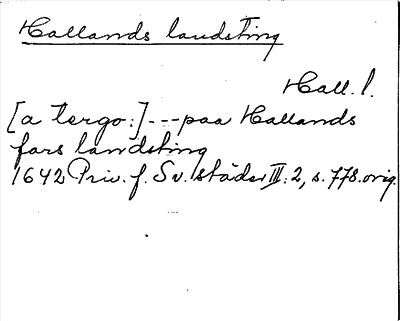 Hallands landsting
Hall. l.
[a tergo:]---paa Hallands
fars landsting
1642 Priv. f. Sv. städer III: 2, s. 778. orig.